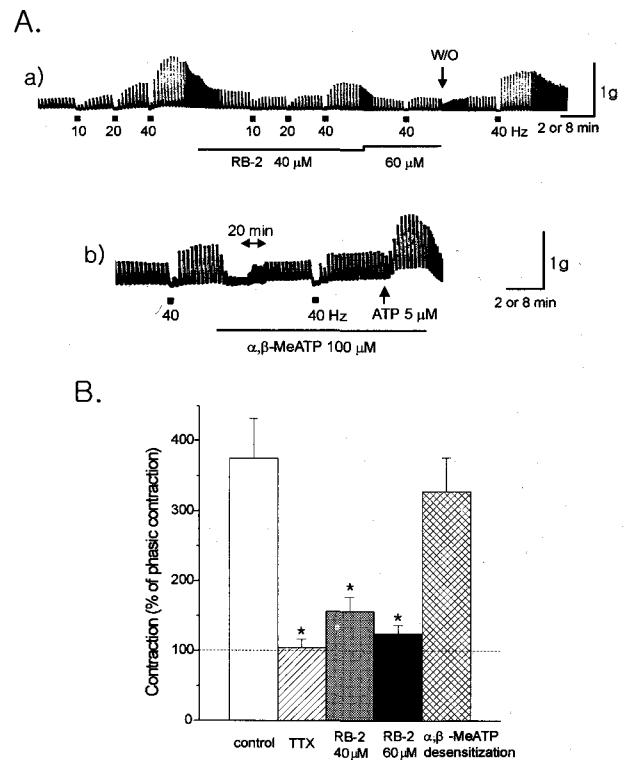 A.
W/O
a)
1g
10 20 40 10 20 40 40 40 Hz
2 or 8 min
RB-2 40 μM 60 μM
20 min
b)
1g
2 or 8 min
40 40 Hz ATP 5 μM
α,β-MeATP 100 μM
B.
Contraction (% of phasic contraction)
400
300
200
100
0
* * *
control TTX RB-2 40μM RB-2 60μM α,β -MeATP desensitization